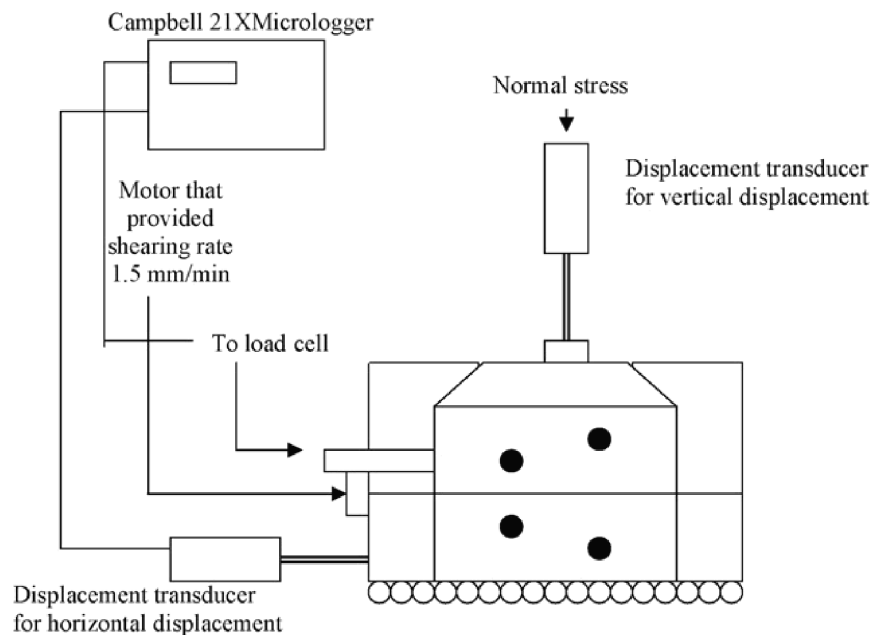 Campbell 21XMicrologger
Normal stress
Displacement transducer
for vertical displacement
Motor that
provided
shearing rate
1.5 mm/min
To load cell
Displacement transducer
for horizontal displacement